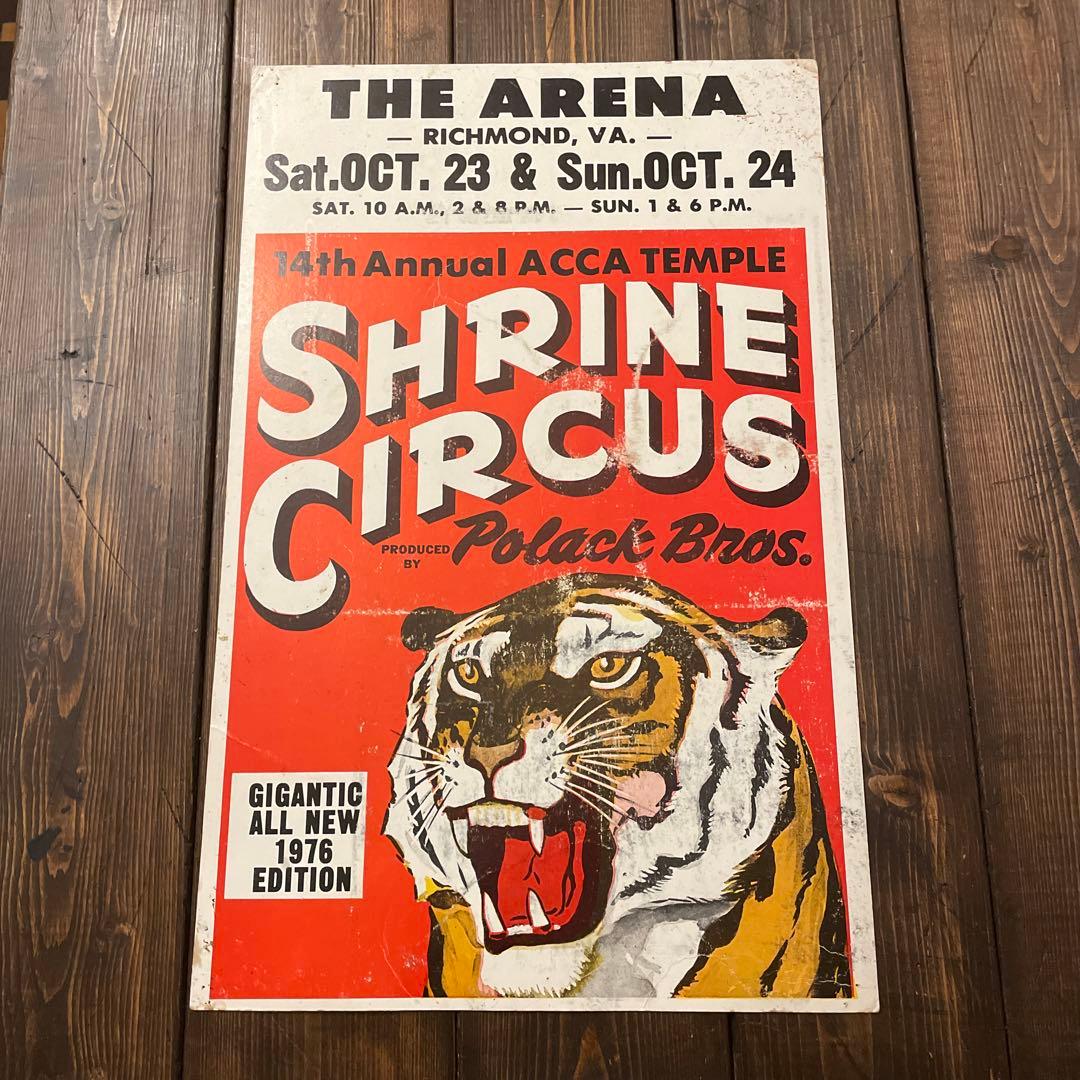 THE ARENA
— RICHMOND, VA. —
Sat.OCT. 23 & Sun.OCT. 24
SAT. 10 A.M., 2 & 8 P.M. — SUN. 1 & 6 P.M.
14th Annual ACCA TEMPLE
SHRINE
CIRCUS
PRODUCED
BY
Polack Bros.
GIGANTIC
ALL NEW
1976
EDITION